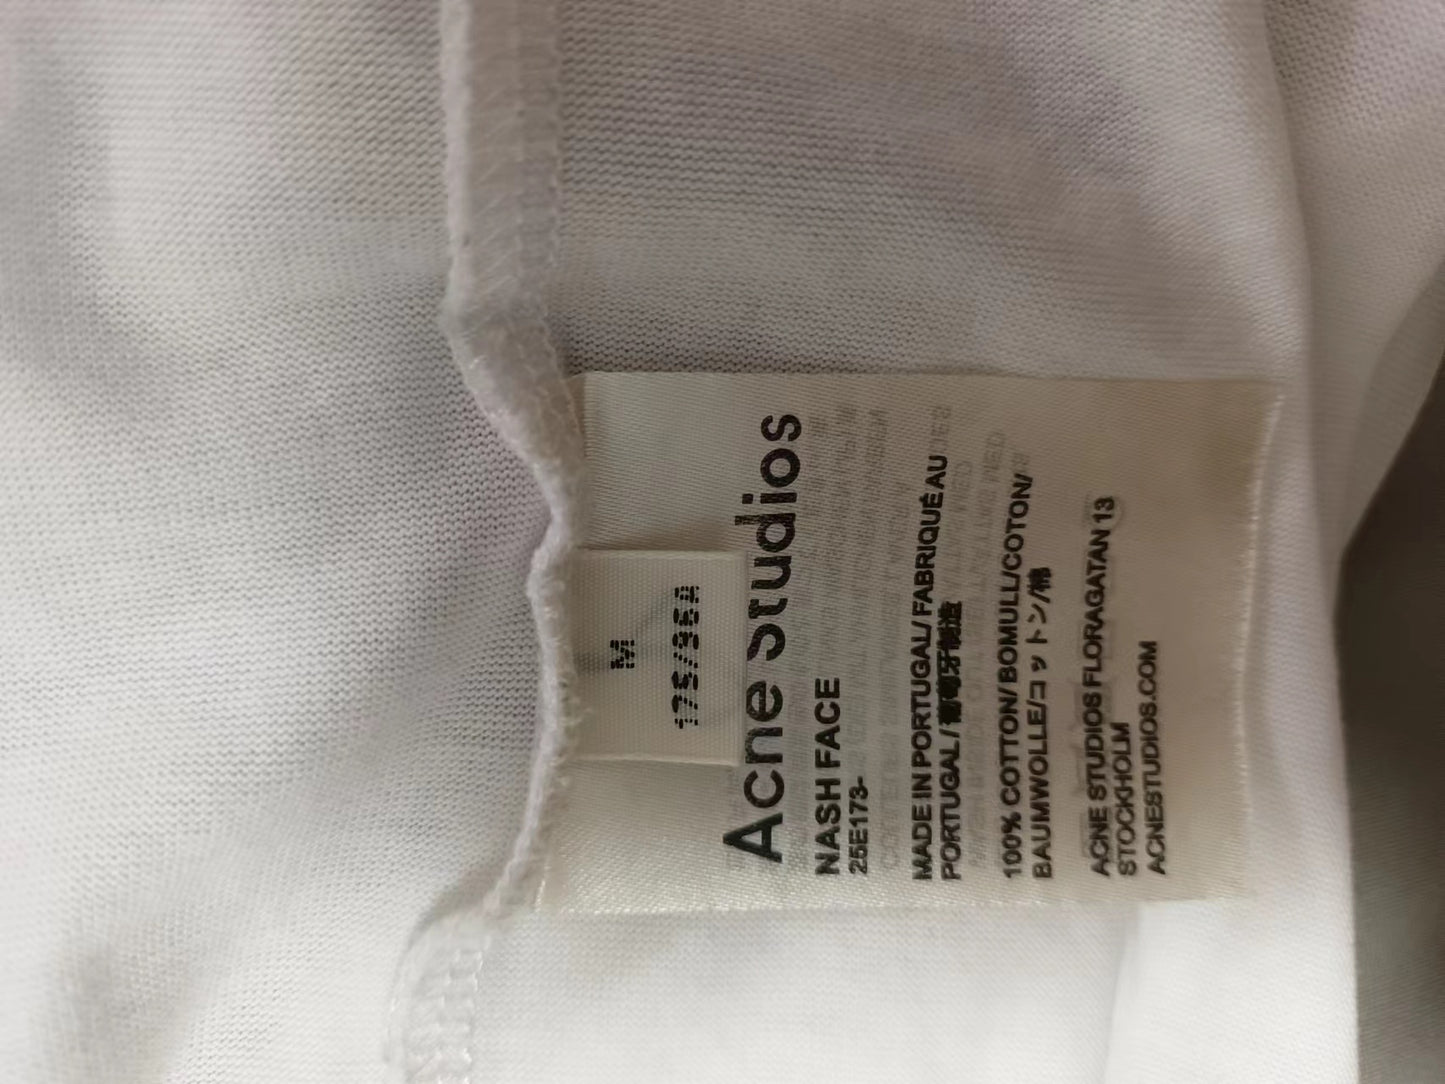 M
175/96A
Acne Studios
NASH FACE
25E173-
MADE IN PORTUGAL/ FABRIQUÉ AU
PORTUGAL/ 葡萄牙制造
100% COTTON/ BOMULL/COTON/
BAUMWOLLE/コットン/棉
ACNE STUDIOS FLORAGATAN 13
STOCKHOLM
ACNESTUDIOS.COM